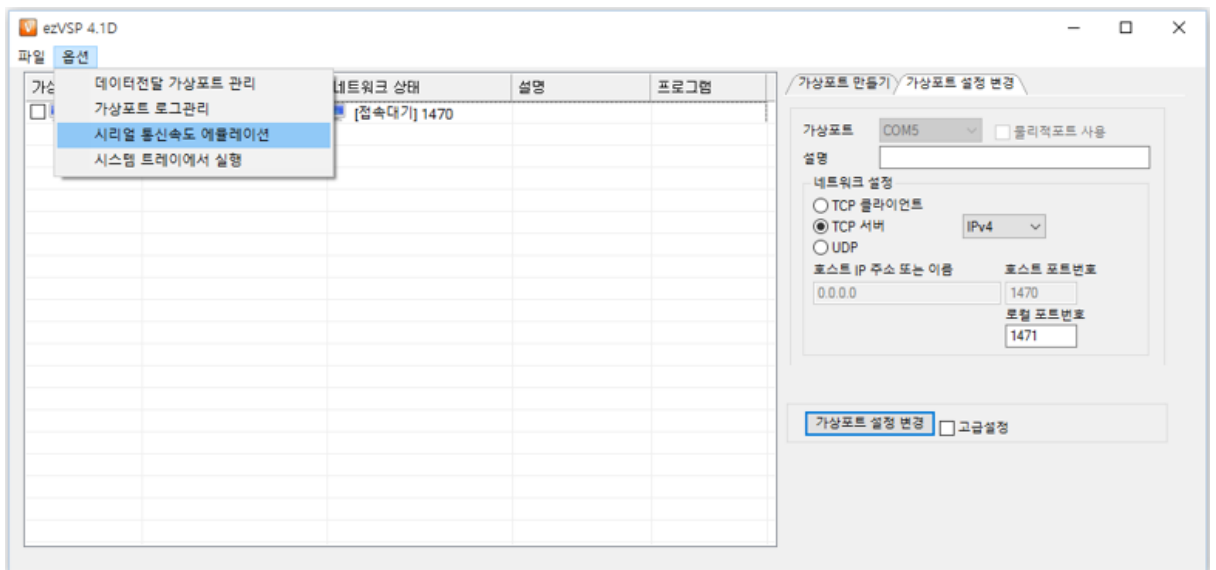 ezVSP 4.1D
파일 옵션
데이터전달 가상포트 관리
가상포트 로그관리
시리얼 통신속도 에뮬레이션
시스템 트레이에서 실행
네트워크 상태 설명 프로그램
[접속대기] 1470
가상포트 만들기 가상포트 설정 변경
가상포트 COM5 물리적포트 사용
설명
네트워크 설정
TCP 클라이언트
TCP 서버 IPv4
UDP
호스트 IP 주소 또는 이름 호스트 포트번호
0.0.0.0 1470
로컬 포트번호
1471
가상포트 설정 변경 고급설정